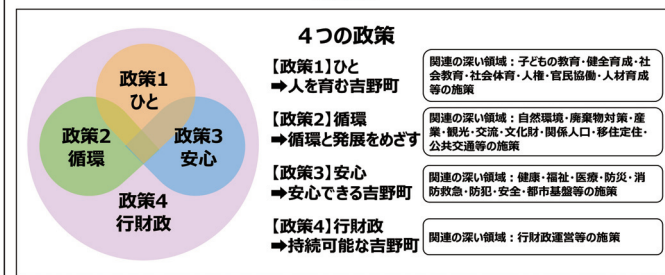 4つの政策
政策1
ひと
政策2
循環
政策3
安心
政策4
行財政
【政策1】ひと
➡人を育む吉野町
関連の深い領域：子どもの教育・健全育成・社
会教育・社会体育・人権・官民協働・人材育成
等の施策
【政策2】循環
➡循環と発展をめざす
関連の深い領域：自然環境・廃棄物対策・産
業・観光・交流・文化財・関係人口・移住定住・
公共交通等の施策
【政策3】安心
➡安心できる吉野町
関連の深い領域：健康・福祉・医療・防災・消
防救急・防犯・安全・都市基盤等の施策
【政策4】行財政
➡持続可能な吉野町
関連の深い領域：行財政運営等の施策